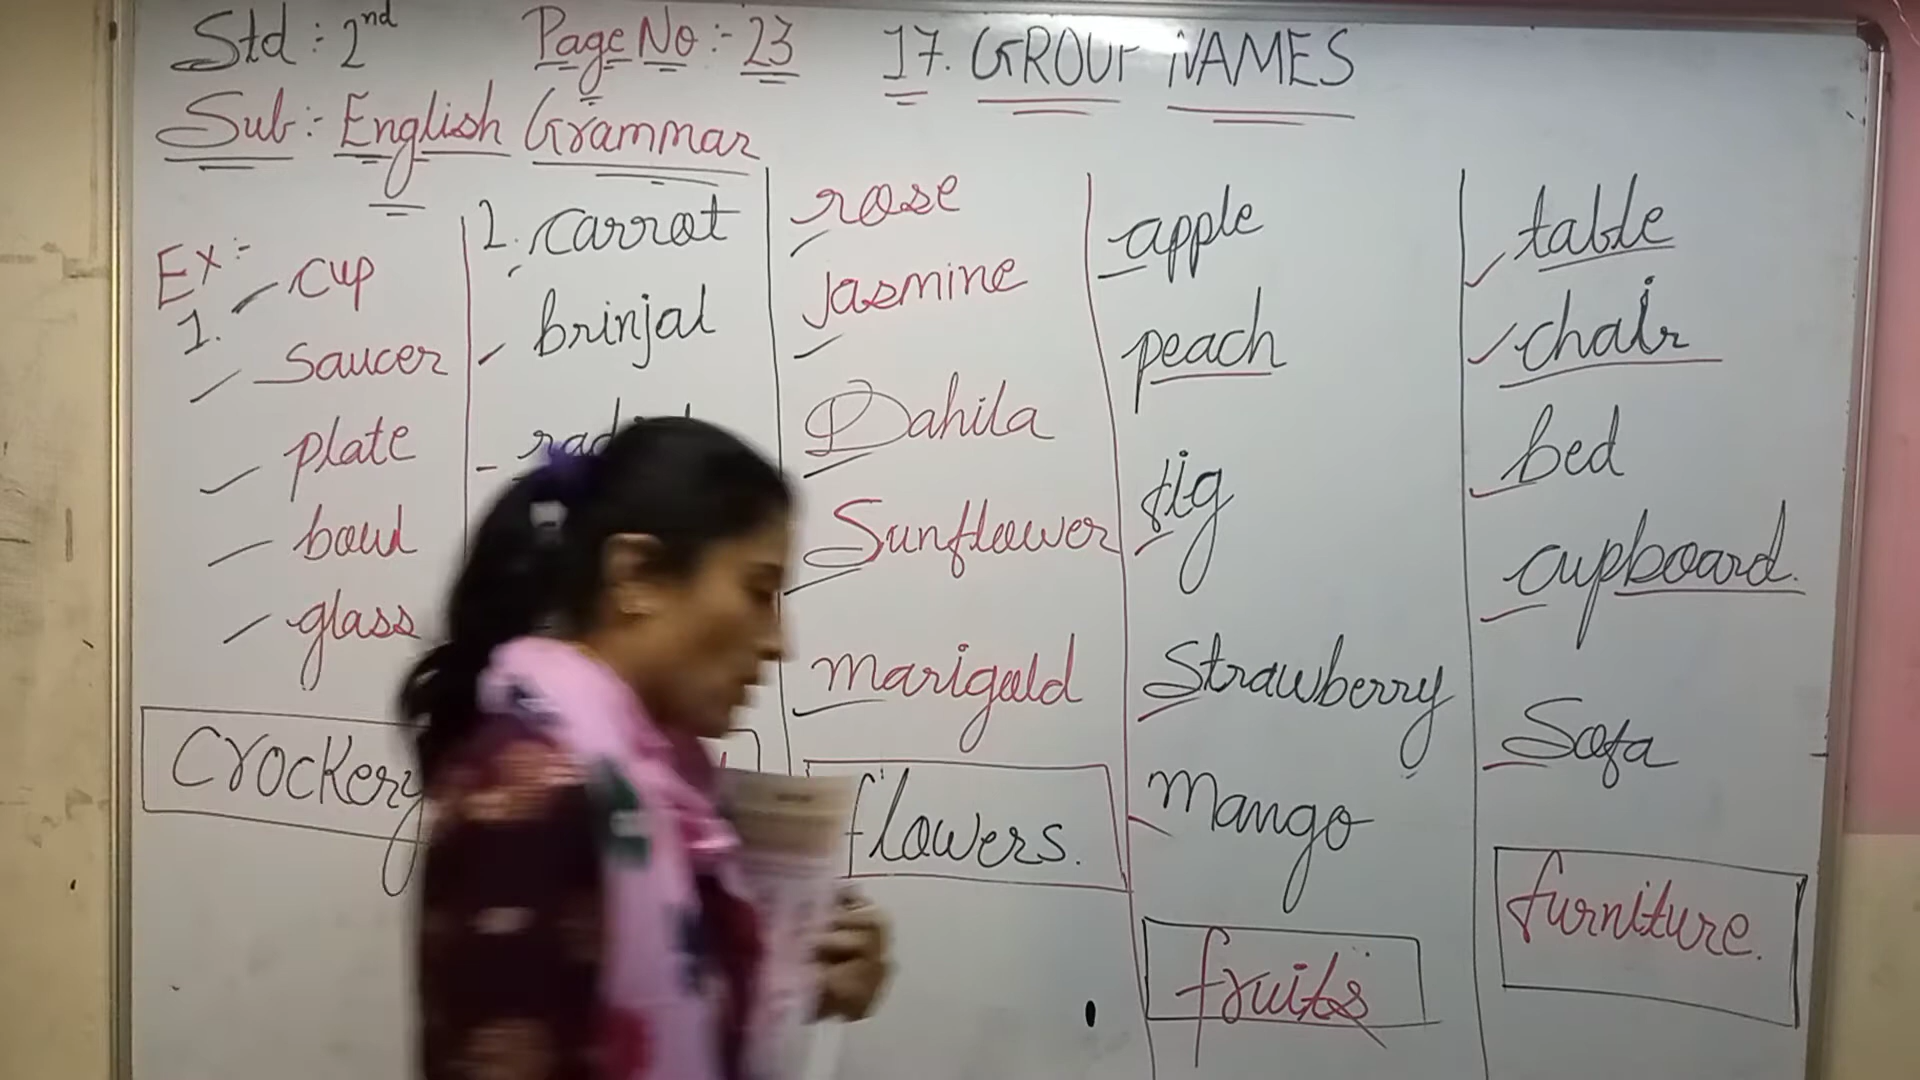 Std : 2nd
Page No :- 23
17. GROUP NAMES
Sub : English Grammar
Ex :-
1.
cup
saucer
plate
boul
glass
Crockery
2. carrot
brinjal
rose
Jasmine
Dahila
Sunflower
marigold
flowers.
apple
peach
fig
Strawberry
Mango
fruits
table
chair
bed
cupboard.
Sofa
furniture.